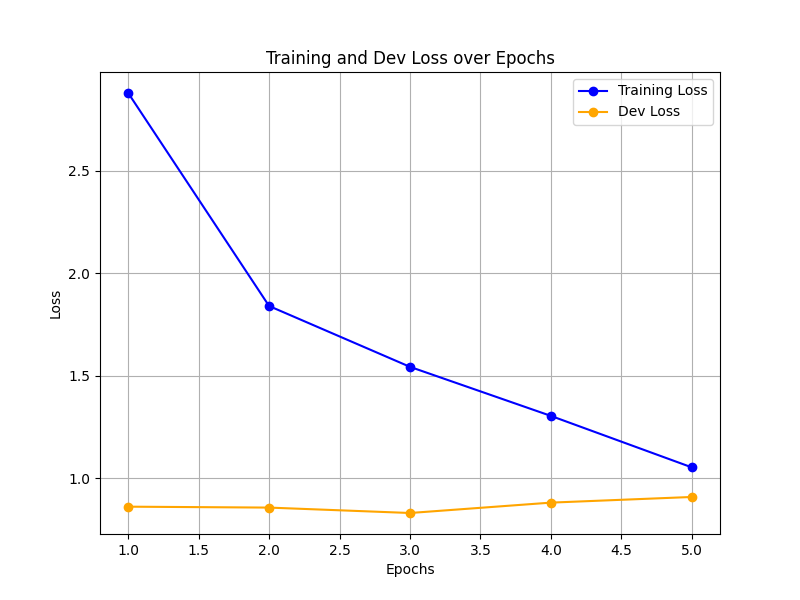 Training and Dev Loss over Epochs
Training Loss
Dev Loss
2.5
2.0
1.5
1.0
Loss
1.0 1.5 2.0 2.5 3.0 3.5 4.0 4.5 5.0
Epochs